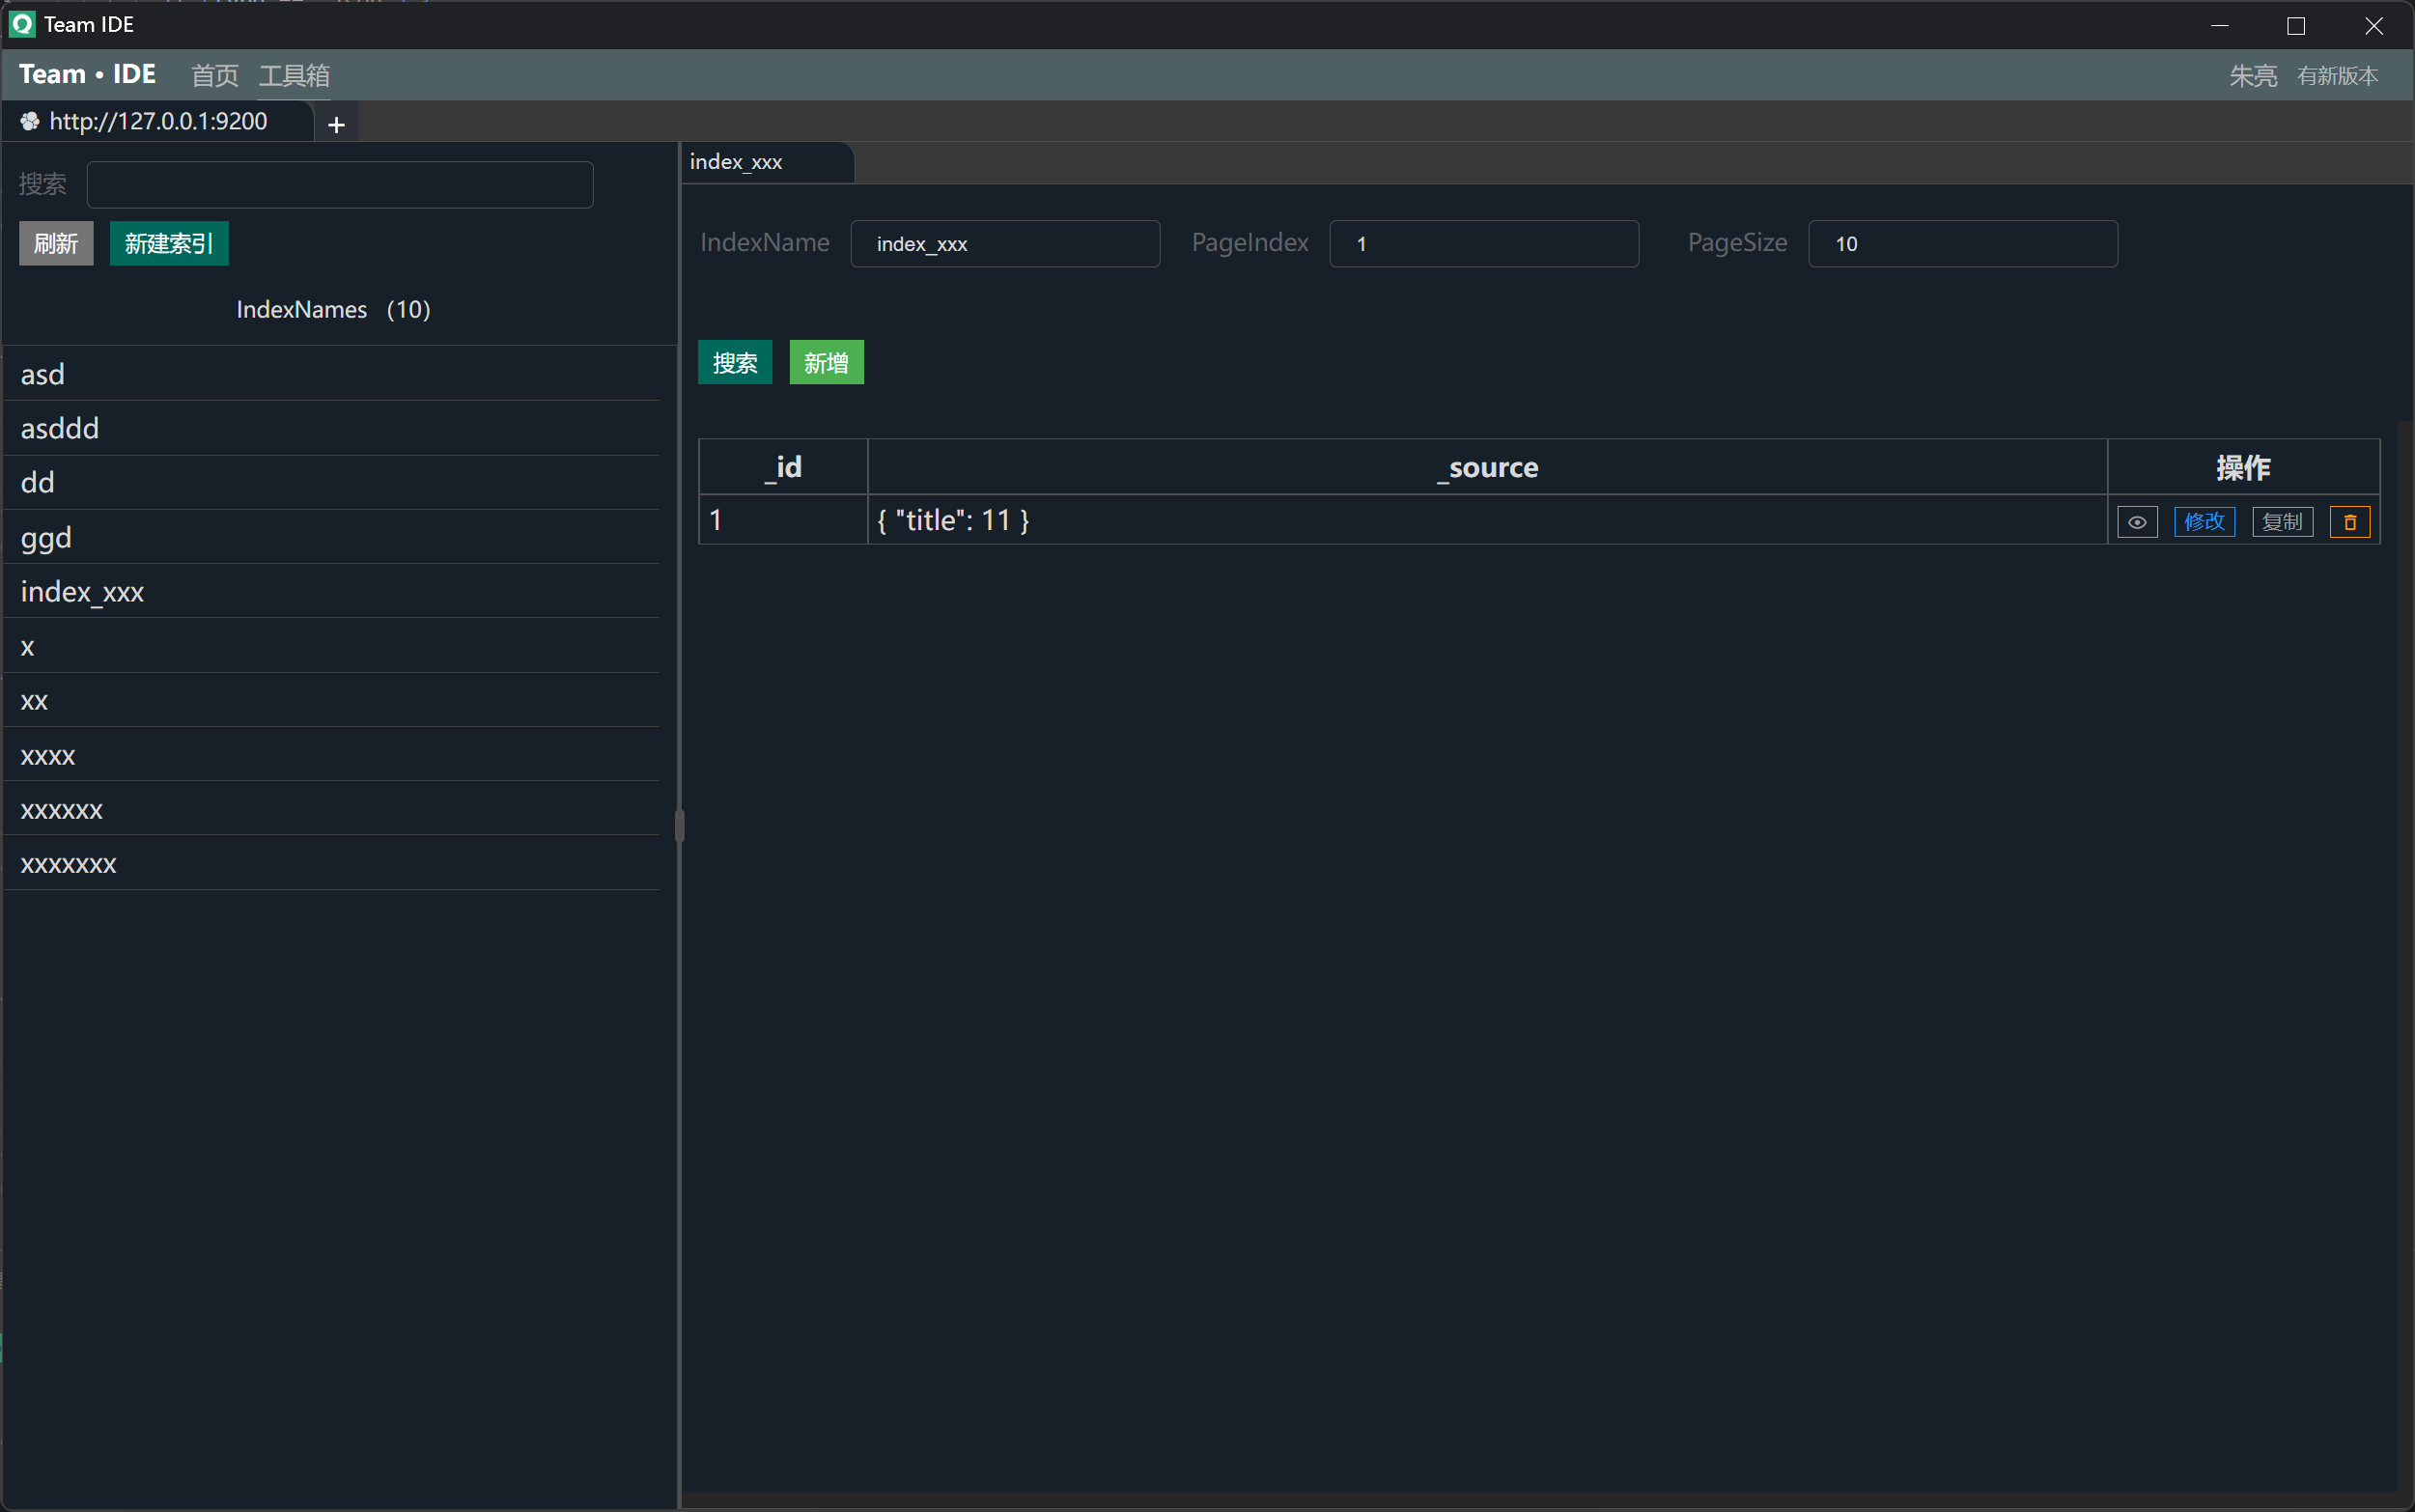 Team IDE
Team • IDE 首页 工具箱 朱亮 有新版本
http://127.0.0.1:9200 +
搜索
刷新 新建索引
IndexNames （10）
asd
asddd
dd
ggd
index_xxx
x
xx
xxxx
xxxxxx
xxxxxxx
index_xxx
IndexName index_xxx PageIndex 1 PageSize 10
搜索 新增
_id _source 操作
1 { "title": 11 } 修改 复制